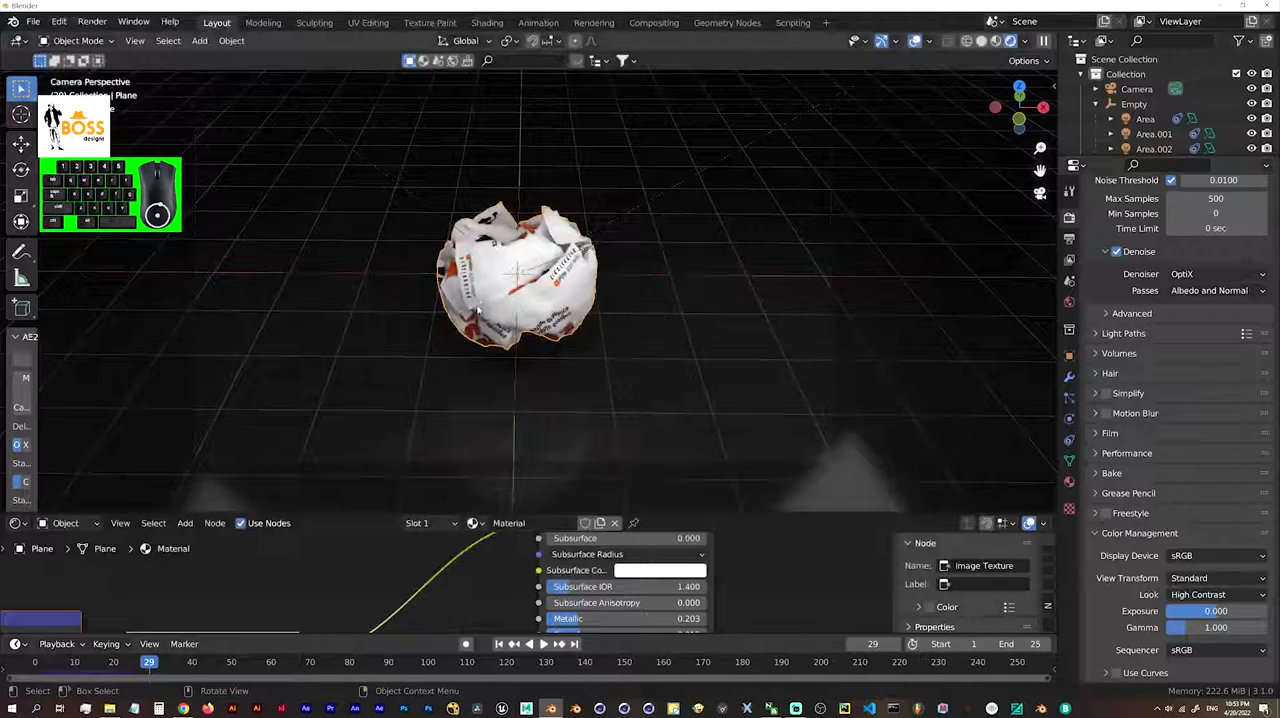 Blender
File Edit Render Window Help Layout Modeling Sculpting UV Editing Texture Paint Shading Animation Rendering Compositing Geometry Nodes Scripting + Scene ViewLayer
Object Mode View Select Add Object Global
Options
Camera Perspective
BOSS
designs
Scene Collection
Collection
Camera
Empty
Area
Area.001
Area.002
Noise Threshold 0.0100
Max Samples 500
Min Samples 0
Time Limit 0 sec
Denoise
Denoiser OptiX
Passes Albedo and Normal
Advanced
Light Paths
Volumes
Hair
Simplify
Motion Blur
Film
Performance
Bake
Grease Pencil
Freestyle
Color Management
Display Device sRGB
View Transform Standard
Look High Contrast
Exposure 0.000
Gamma 1.000
Sequencer sRGB
Use Curves
Object View Select Add Node Use Nodes Slot 1 Material
Plane Plane Material
Subsurface 0.000
Subsurface Radius
Subsurface Co...
Subsurface IOR 1.400
Subsurface Anisotropy 0.000
Metallic 0.203
Node
Name: Image Texture
Label:
Color
Properties
Playback Keying View Marker 29 Start 1 End 25
0 10 20 29 40 50 60 70 80 90 100 110 120 130 140 150 160 170 180 190 200 210 220 230 240 250
Select Box Select Rotate View Object Context Menu Memory: 222.6 MiB | 3.1.0
ENG 10:53 PM
4/20/2022